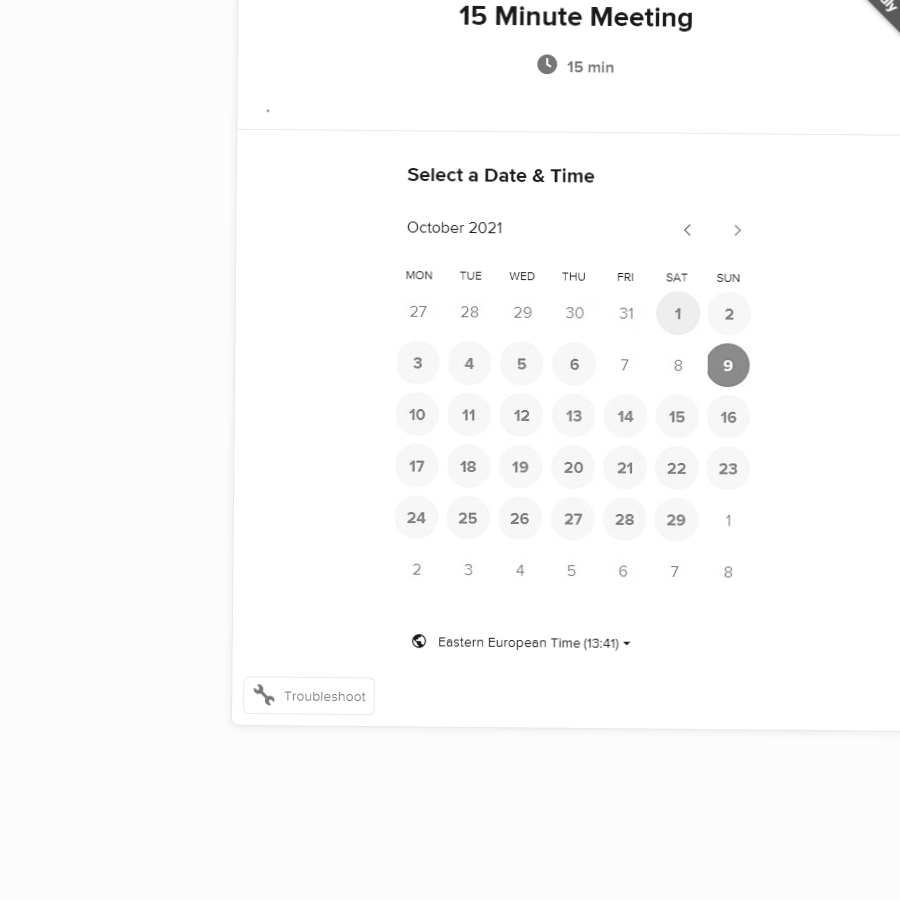 15 Minute Meeting
15 min
.
Select a Date & Time
October 2021
MON TUE WED THU FRI SAT SUN
27 28 29 30 31 1 2
3 4 5 6 7 8 9
10 11 12 13 14 15 16
17 18 19 20 21 22 23
24 25 26 27 28 29 1
2 3 4 5 6 7 8
Eastern European Time (13:41)
Troubleshoot